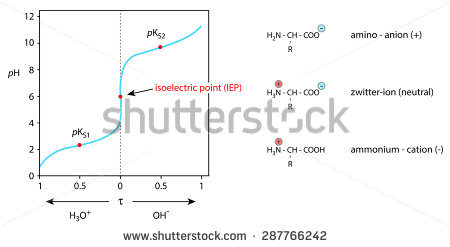 12
10
pH 8
6
4
2
0
pKS2
isoelectric point (IEP)
pKS1
1 0.5 0 0.5 1
τ
H3O+ OH−
H2N - CH - COO − amino - anion (+)
R
+ −
H3N - CH - COO zwitter-ion (neutral)
R
+
H3N - CH - COOH ammonium - cation (-)
R
shutterstock
www.shutterstock.com · 287766242